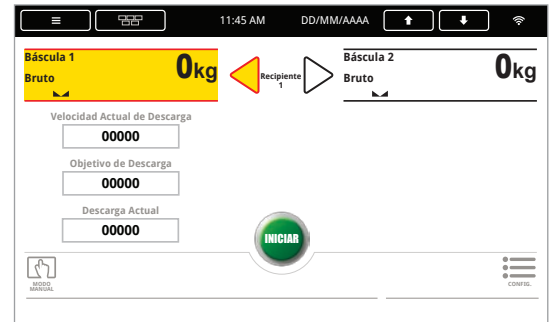 11:45 AM DD/MM/AAAA
Báscula 1
Bruto
0kg
Recipiente
1
Báscula 2
Bruto
0kg
Velocidad Actual de Descarga
00000
Objetivo de Descarga
00000
Descarga Actual
00000
INICIAR
MODO
MANUAL
CONFIG.